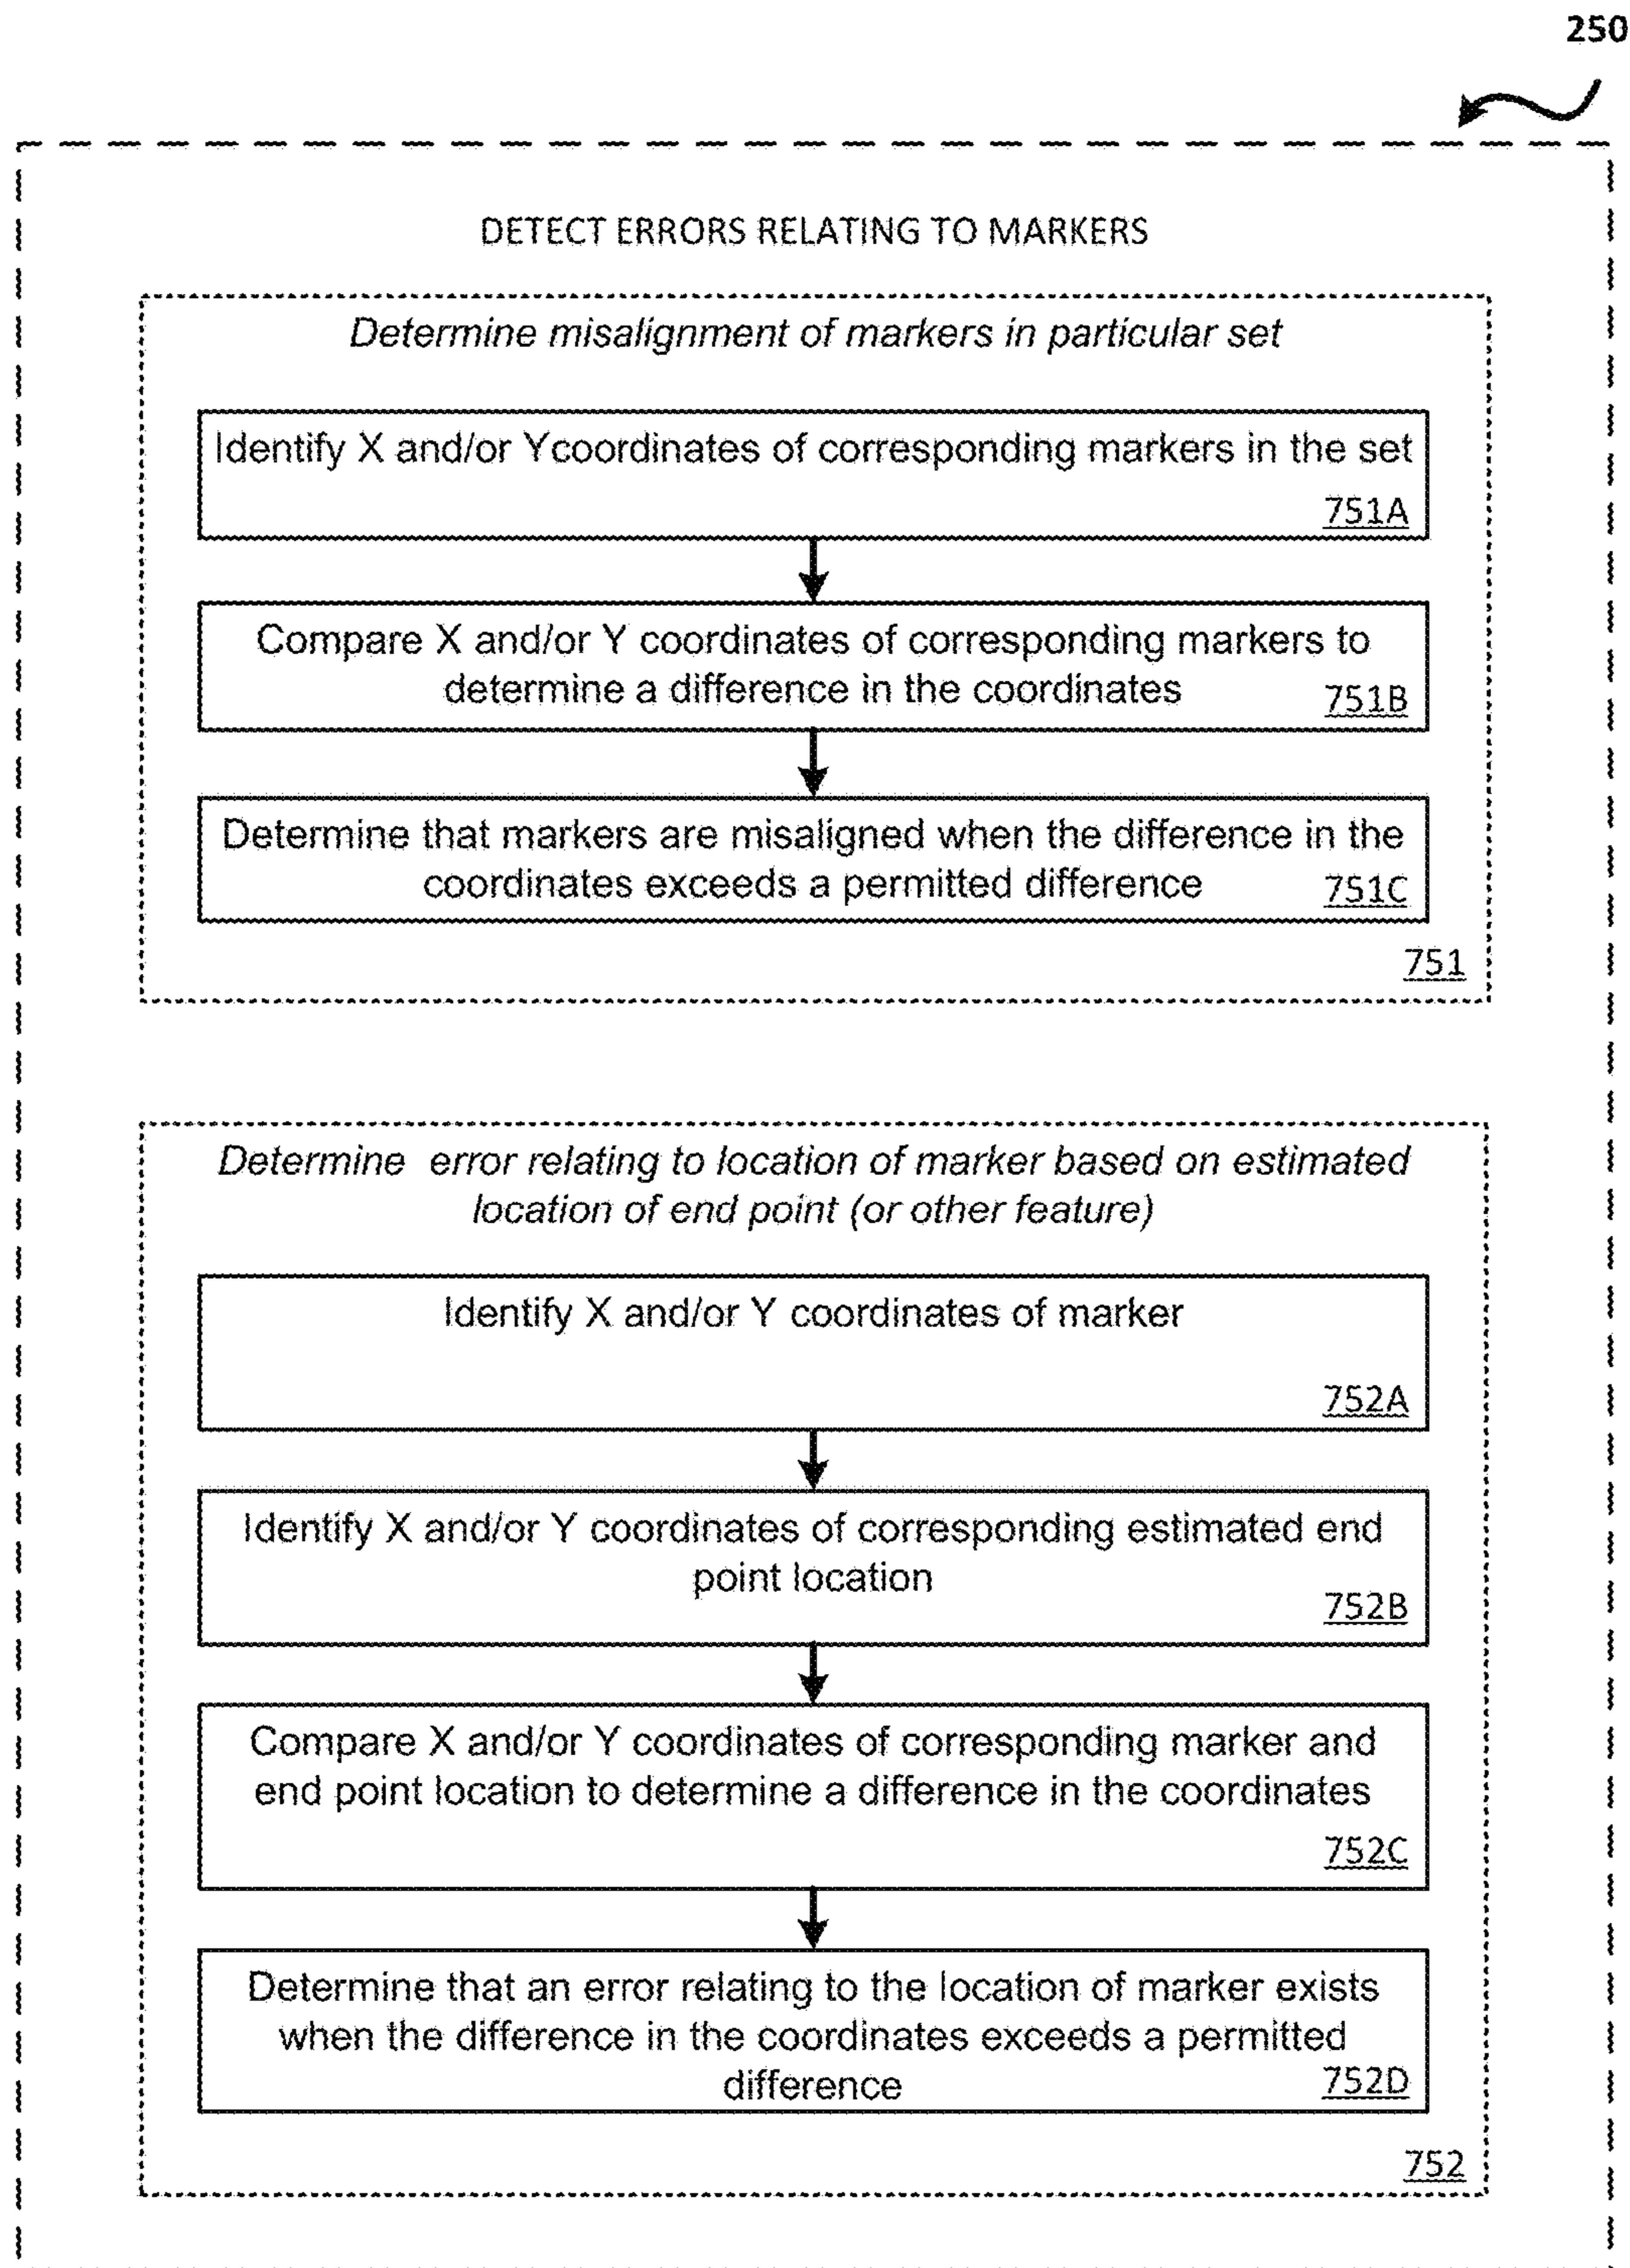 250
DETECT ERRORS RELATING TO MARKERS
Determine misalignment of markers in particular set
Identify X and/or Ycoordinates of corresponding markers in the set
751A
Compare X and/or Y coordinates of corresponding markers to
determine a difference in the coordinates
751B
Determine that markers are misaligned when the difference in the
coordinates exceeds a permitted difference
751C
751
Determine error relating to location of marker based on estimated
location of end point (or other feature)
Identify X and/or Y coordinates of marker
752A
Identify X and/or Y coordinates of corresponding estimated end
point location
752B
Compare X and/or Y coordinates of corresponding marker and
end point location to determine a difference in the coordinates
752C
Determine that an error relating to the location of marker exists
when the difference in the coordinates exceeds a permitted
difference
752D
752